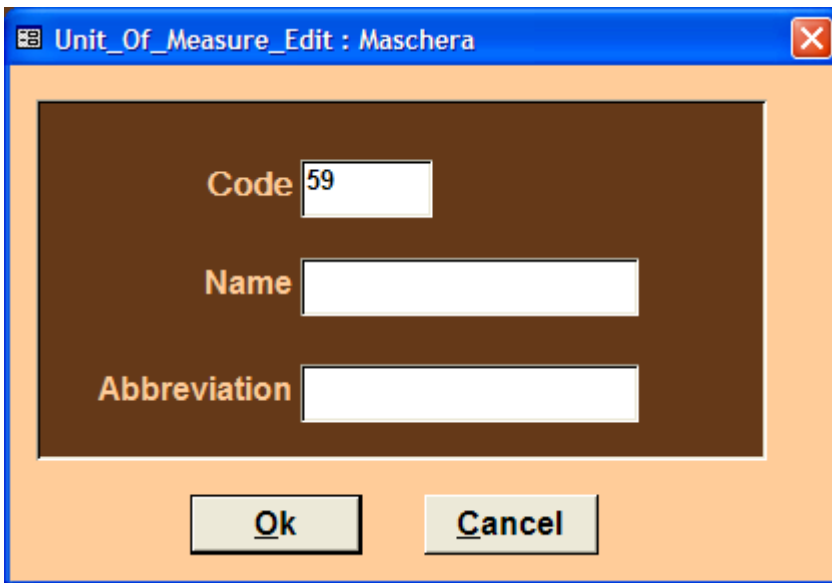 Unit_Of_Measure_Edit : Maschera
Code 59
Name
Abbreviation
Ok Cancel